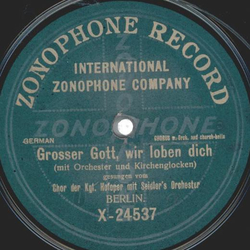 ZONOPHONE RECORD
INTERNATIONAL
ZONOPHONE COMPANY
GERMAN
ZONOPHONE
Grosser Gott, wir loben dich
(mit Orchester und Kirchenglocken)
gesungen vom
Chor der Kgl. Hofoper mit Seidler's Orchester
BERLIN.
X-24537